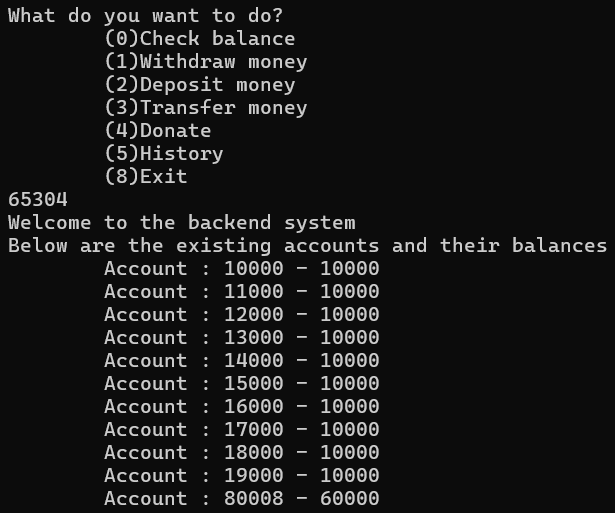 What do you want to do?
(0)Check balance
(1)Withdraw money
(2)Deposit money
(3)Transfer money
(4)Donate
(5)History
(8)Exit
65304
Welcome to the backend system
Below are the existing accounts and their balances
Account : 10000 - 10000
Account : 11000 - 10000
Account : 12000 - 10000
Account : 13000 - 10000
Account : 14000 - 10000
Account : 15000 - 10000
Account : 16000 - 10000
Account : 17000 - 10000
Account : 18000 - 10000
Account : 19000 - 10000
Account : 80008 - 60000